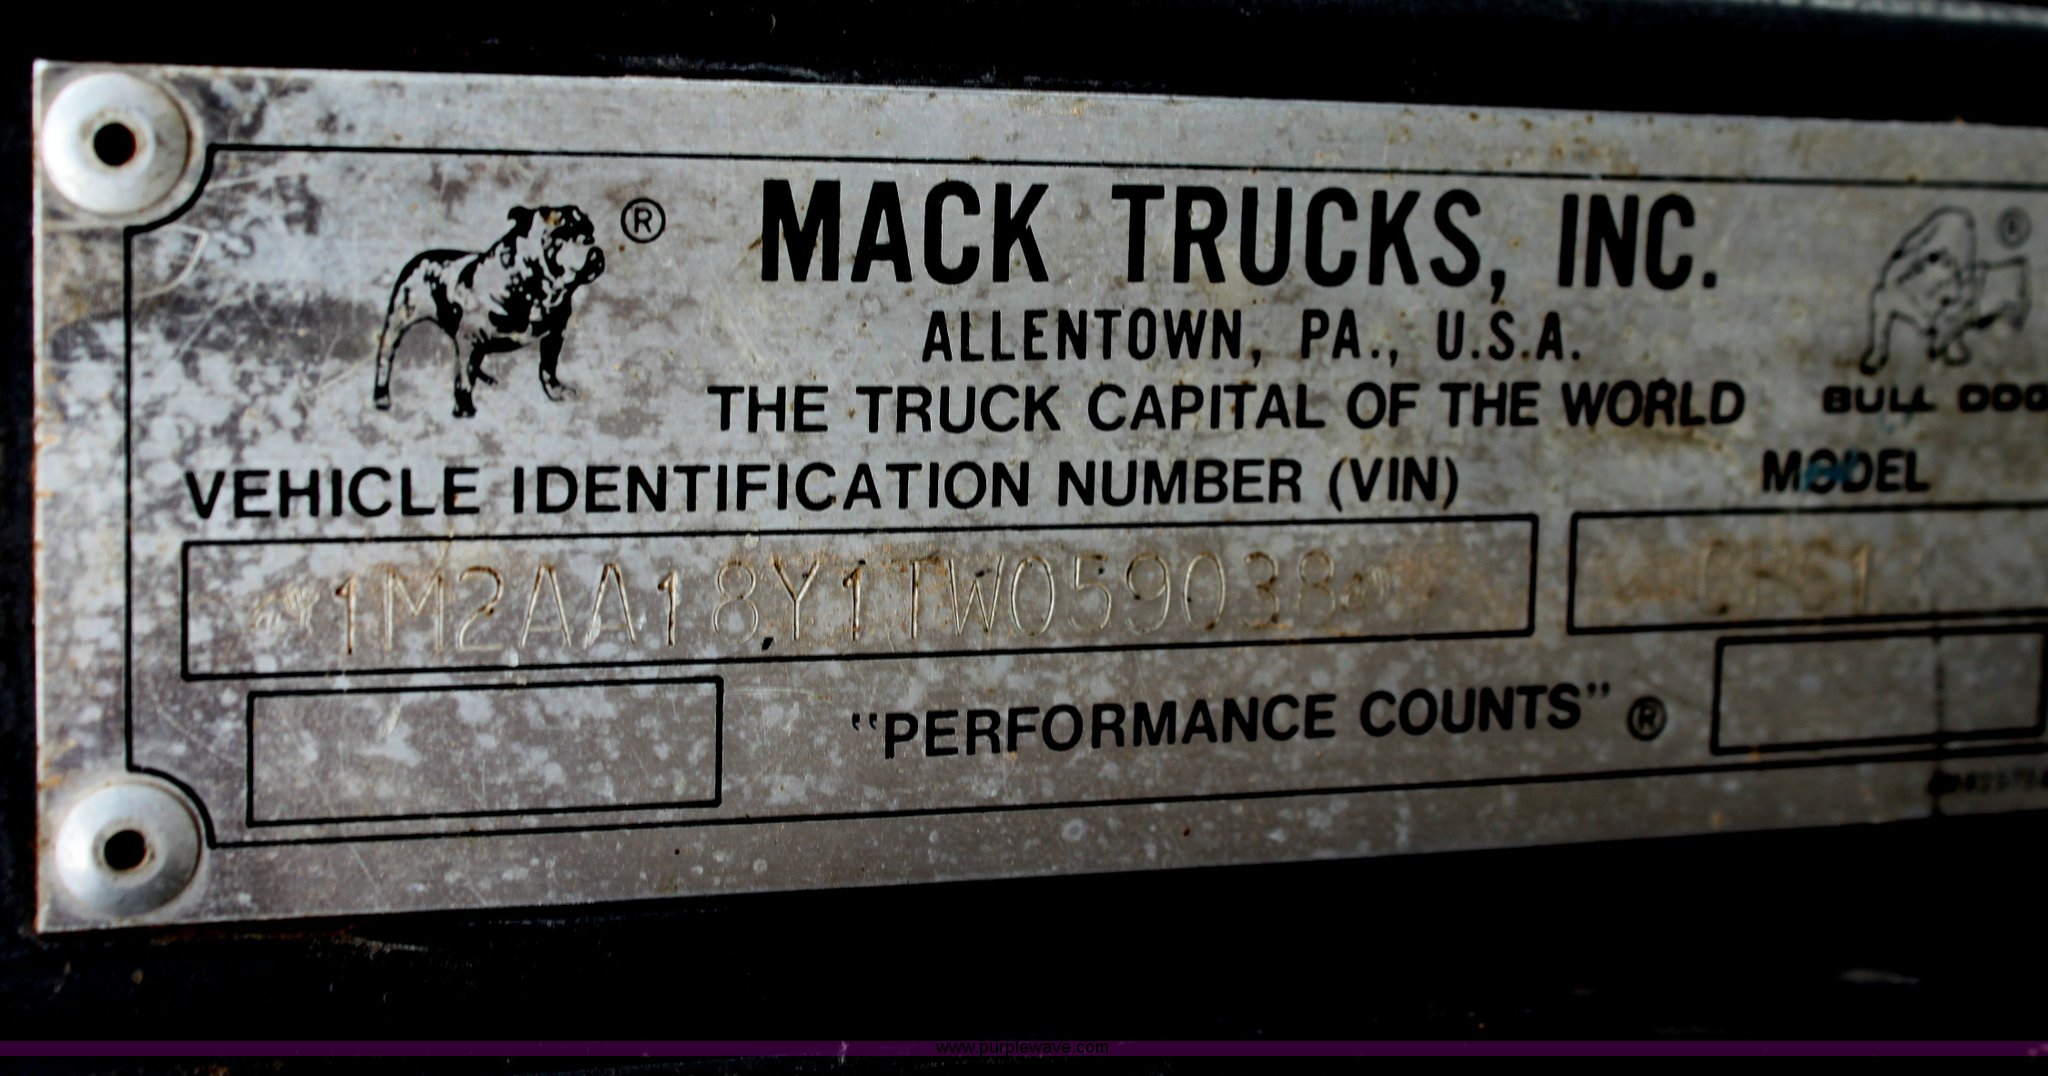 ®
MACK TRUCKS, INC.
ALLENTOWN, PA., U.S.A.
THE TRUCK CAPITAL OF THE WORLD
BULL DOG
VEHICLE IDENTIFICATION NUMBER (VIN)
MODEL
1M2AA18Y1TW059038
"PERFORMANCE COUNTS" ®
www.purplewave.com